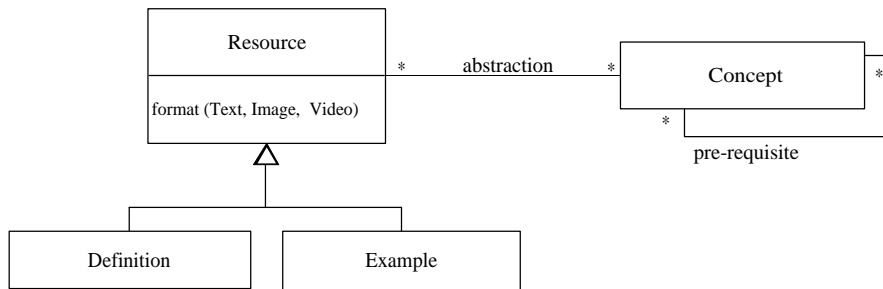 Resource
* abstraction *
Concept
*
format (Text, Image, Video)
*
pre-requisite
Definition
Example